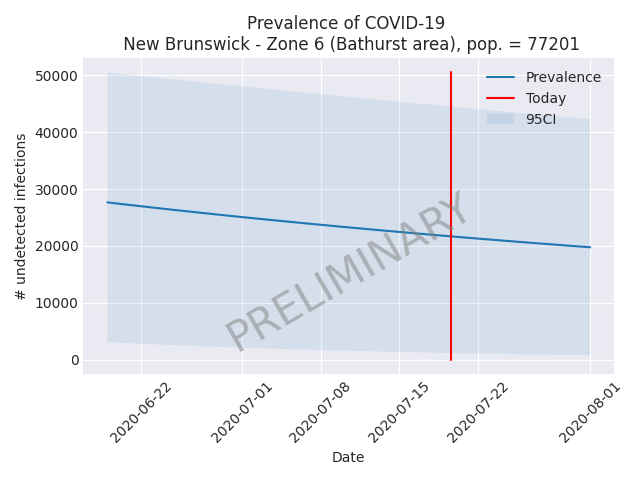 Prevalence of COVID-19
New Brunswick - Zone 6 (Bathurst area), pop. = 77201
Prevalence
Today
95CI
50000
40000
30000
20000
10000
0
# undetected infections
PRELIMINARY
2020-06-22
2020-07-01
2020-07-08
2020-07-15
2020-07-22
2020-08-01
Date